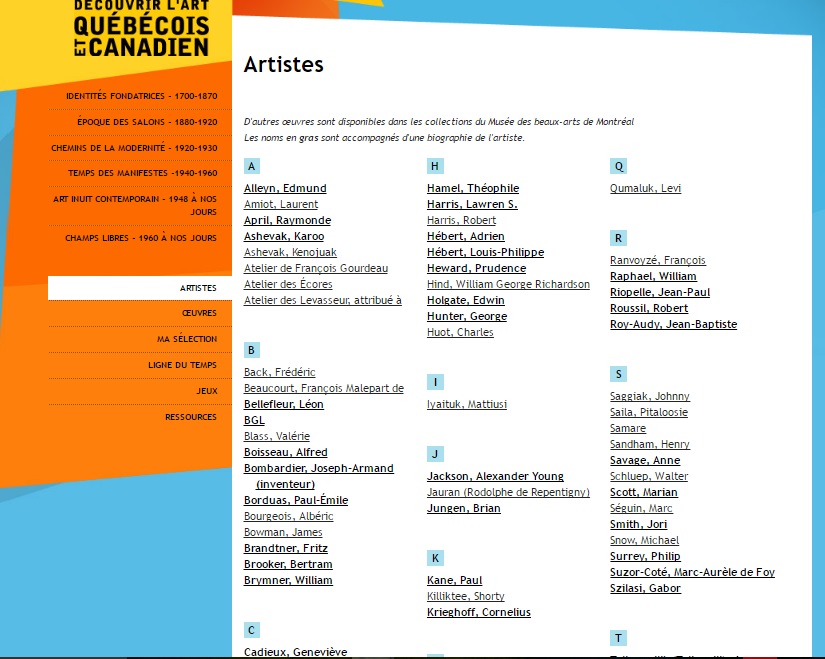 DÉCOUVRIR L'ART
QUÉBÉCOIS
ET CANADIEN
IDENTITÉS FONDATRICES - 1700-1870
ÉPOQUE DES SALONS - 1880-1920
CHEMINS DE LA MODERNITÉ - 1920-1930
TEMPS DES MANIFESTES -1940-1960
ART INUIT CONTEMPORAIN - 1948 À NOS
JOURS
CHAMPS LIBRES - 1960 À NOS JOURS
ARTISTES
ŒUVRES
MA SÉLECTION
LIGNE DU TEMPS
JEUX
RESSOURCES
Artistes
D'autres œuvres sont disponibles dans les collections du Musée des beaux-arts de Montréal
Les noms en gras sont accompagnés d'une biographie de l'artiste.
A
Alleyn, Edmund
Amiot, Laurent
April, Raymonde
Ashevak, Karoo
Ashevak, Kenojuak
Atelier de François Gourdeau
Atelier des Écores
Atelier des Levasseur, attribué à
B
Back, Frédéric
Beaucourt, François Malepart de
Bellefleur, Léon
BGL
Blass, Valérie
Boisseau, Alfred
Bombardier, Joseph-Armand
(inventeur)
Borduas, Paul-Émile
Bourgeois, Albéric
Bowman, James
Brandtner, Fritz
Brooker, Bertram
Brymner, William
C
Cadieux, Geneviève
H
Hamel, Théophile
Harris, Lawren S.
Harris, Robert
Hébert, Adrien
Hébert, Louis-Philippe
Heward, Prudence
Hind, William George Richardson
Holgate, Edwin
Hunter, George
Huot, Charles
I
Iyaituk, Mattiusi
J
Jackson, Alexander Young
Jauran (Rodolphe de Repentigny)
Jungen, Brian
K
Kane, Paul
Killiktee, Shorty
Krieghoff, Cornelius
Q
Qumaluk, Levi
R
Ranvoyzé, François
Raphael, William
Riopelle, Jean-Paul
Roussil, Robert
Roy-Audy, Jean-Baptiste
S
Saggiak, Johnny
Saila, Pitaloosie
Samare
Sandham, Henry
Savage, Anne
Schluep, Walter
Scott, Marian
Séguin, Marc
Smith, Jori
Snow, Michael
Surrey, Philip
Suzor-Coté, Marc-Aurèle de Foy
Szilasi, Gabor
T